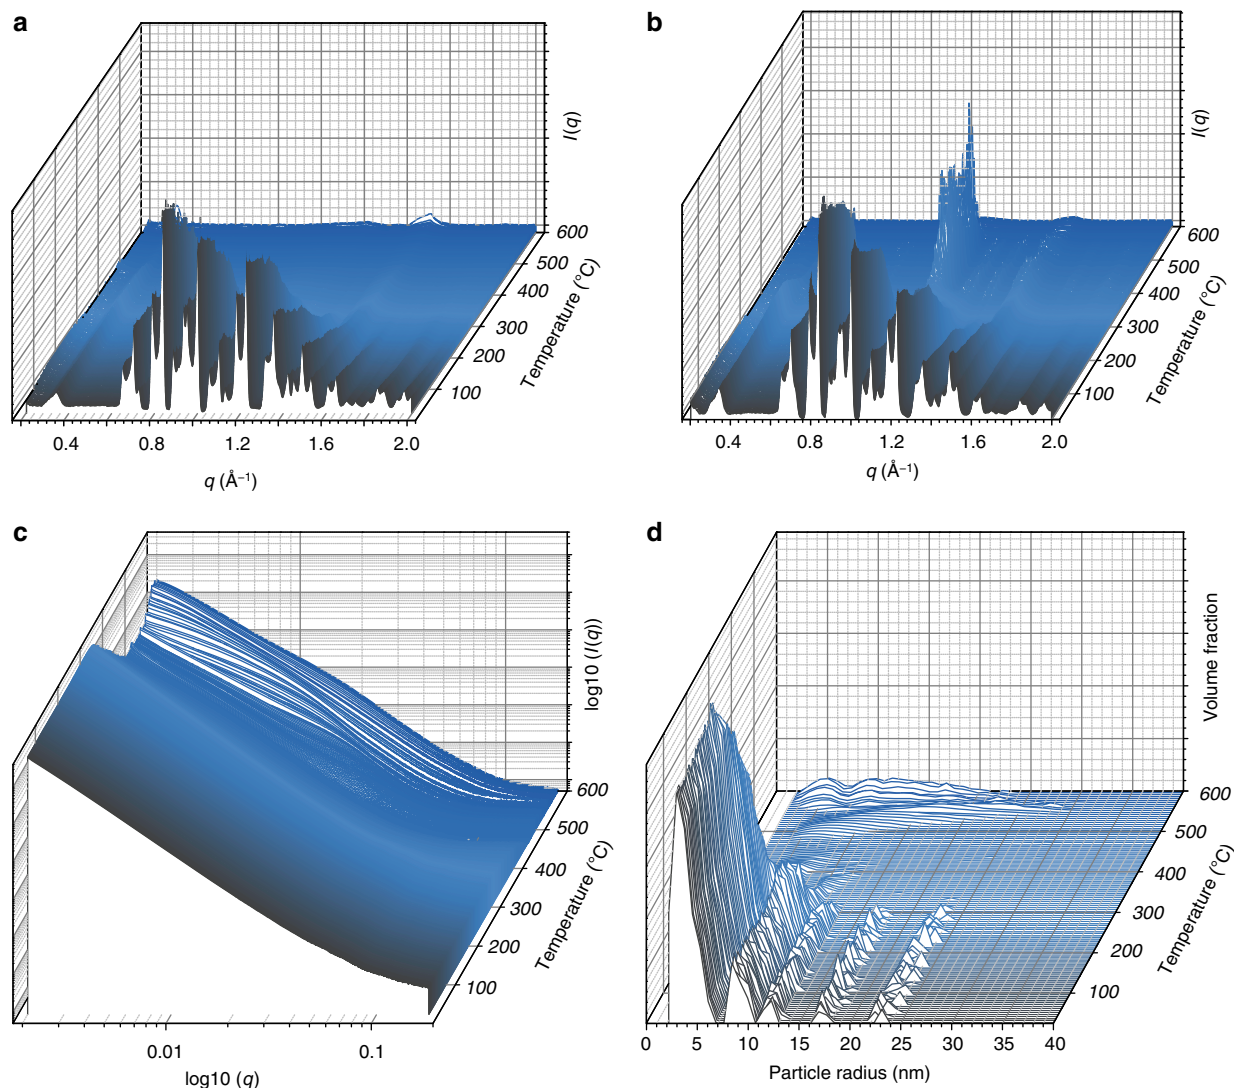 a
I(q)
600
500
400
300
200
100
Temperature (°C)
0.4 0.8 1.2 1.6 2.0
q (Å⁻¹)
b
I(q)
600
500
400
300
200
100
Temperature (°C)
0.4 0.8 1.2 1.6 2.0
q (Å⁻¹)
c
log10 (I(q))
600
500
400
300
200
100
Temperature (°C)
0.01 0.1
log10 (q)
d
Volume fraction
600
500
400
300
200
100
Temperature (°C)
0 5 10 15 20 25 30 35 40
Particle radius (nm)